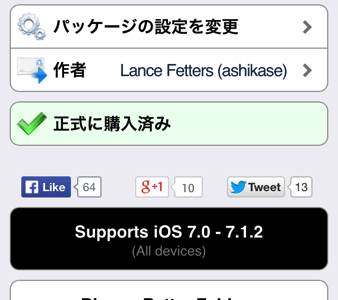 パッケージの設定を変更
作者 Lance Fetters (ashikase)
正式に購入済み
Like 64 g+1 10 Tweet 13
Supports iOS 7.0 - 7.1.2
(All devices)